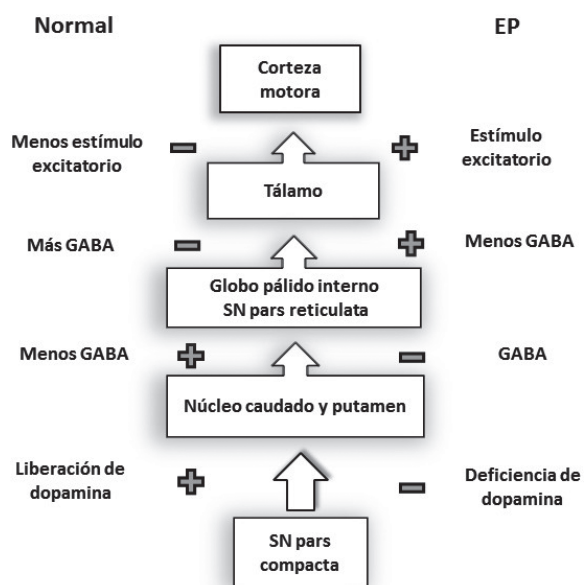 Normal
EP
Corteza
motora
Menos estímulo
excitatorio
Estímulo
excitatorio
Tálamo
Más GABA
Menos GABA
Globo pálido interno
SN pars reticulata
Menos GABA
GABA
Núcleo caudado y putamen
Liberación de
dopamina
Deficiencia de
dopamina
SN pars
compacta